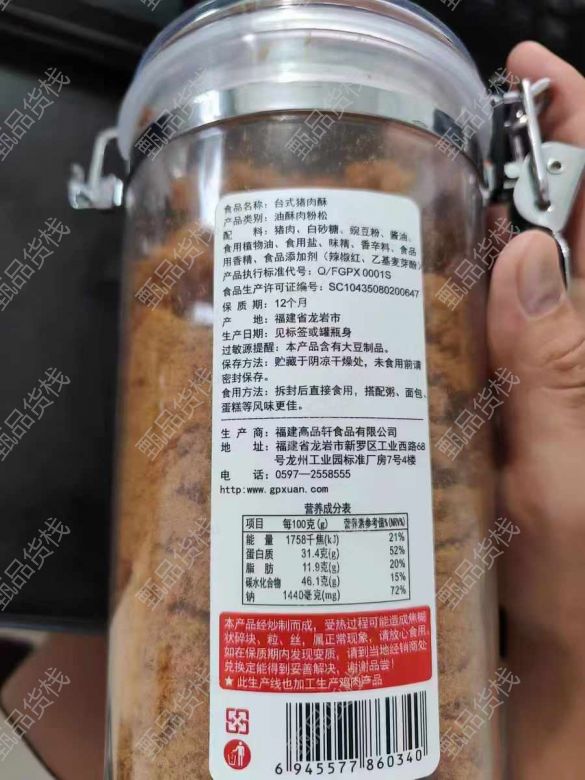 食品名称：台式猪肉酥
产品类别：油酥肉粉松
配　　料：猪肉、白砂糖、豌豆粉、酱油、
食用植物油、食用盐、味精、香辛料、食品
用香精、食品添加剂（辣椒红、乙基麦芽酚）
产品执行标准代号：Q/FGPX 0001S
食品生产许可证编号：SC10435080200647
保 质 期：12个月
产　　地：福建省龙岩市
生产日期：见标签或罐瓶身
过敏源提醒：本产品含有大豆制品。
保存方法：贮藏于阴凉干燥处，未食用前请
密封保存。
食用方法：拆封后直接食用，搭配粥、面包、
蛋糕等风味更佳。
生 产 商：福建高品轩食品有限公司
地　　址：福建省龙岩市新罗区工业西路68
号龙州工业园标准厂房7号4楼
电　　话：0597—2558555
http:www.gpxuan.com
营养成分表
项目 每100克(g) 营养素参考值%(NRV%)
能 量 1758千焦(kJ) 21%
蛋白质 31.4克(g) 52%
脂 肪 11.9克(g) 20%
碳水化合物 46.1克(g) 15%
钠 1440毫克(mg) 72%
本产品经炒制而成，受热过程可能造成焦糊
状碎块、粒、丝，属正常现象，请放心食用。
如在保质期内发现变质，请到当地经销商处
兑换定能得到妥善解决，谢谢品尝！
★ 此生产线也加工生产鸡肉产品
6 945577 860340
甄品货栈